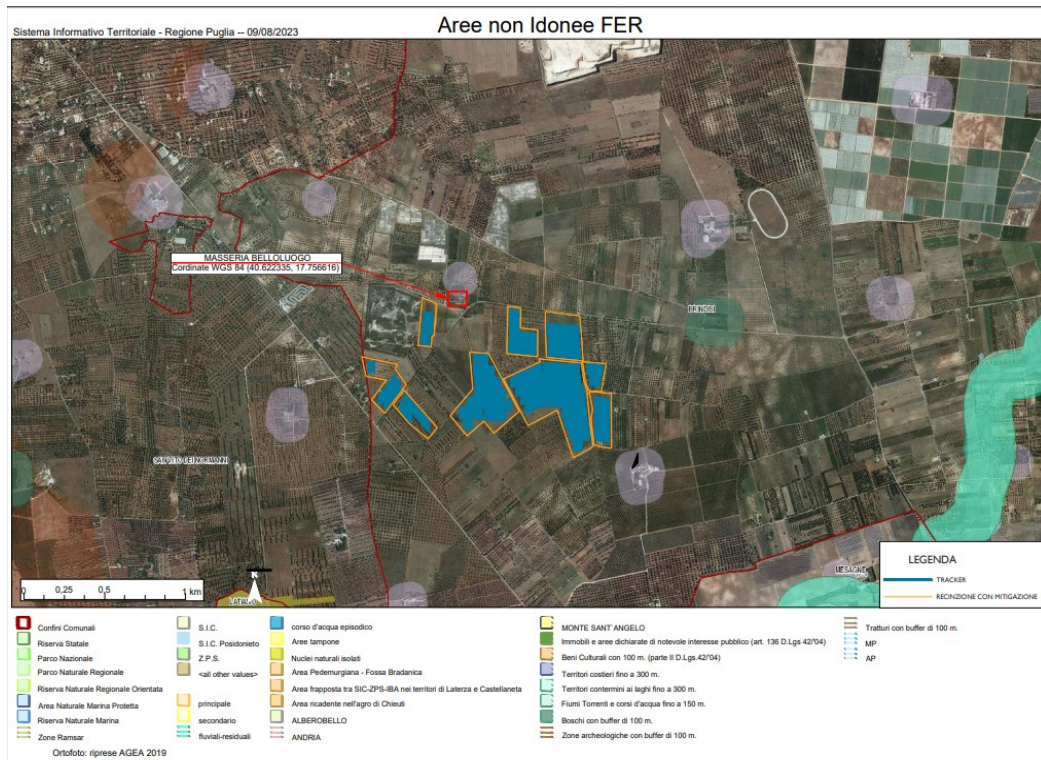 Aree non Idonee FER
Sistema Informativo Territoriale - Regione Puglia -- 09/08/2023
MASSERIA BELLOLUOGO
Cordinate WGS 84 (40.622335, 17.756616)
BRINDISI
SAN VITO DEI NORMANNI
MESAGNE
LATIANO
N
0 0,25 0,5 1 km
LEGENDA
TRACKER
RECINZIONE CON MITIGAZIONE
Confini Comunali
Riserva Statale
Parco Nazionale
Parco Naturale Regionale
Riserva Naturale Regionale Orientata
Area Naturale Marina Protetta
Riserva Naturale Marina
Zone Ramsar
S.I.C.
S.I.C. Posidonieto
Z.P.S.
<all other values>
principale
secondario
fluviali-residuali
corso d'acqua episodico
Aree tampone
Nuclei naturali isolati
Area Pedemurgiana - Fossa Bradanica
Area frapposta tra SIC-ZPS-IBA nei territori di Laterza e Castellaneta
Area ricadente nell'agro di Chieuti
ALBEROBELLO
ANDRIA
MONTE SANT`ANGELO
Immobili e aree dichiarate di notevole interesse pubblico (art. 136 D.Lgs 42/'04)
Beni Culturali con 100 m. (parte II D.Lgs.42/'04)
Territori costieri fino a 300 m.
Territori contermini ai laghi fino a 300 m.
Fiumi Torrenti e corsi d'acqua fino a 150 m.
Boschi con buffer di 100 m.
Zone archeologiche con buffer di 100 m.
Tratturi con buffer di 100 m.
MP
AP
Ortofoto: riprese AGEA 2019